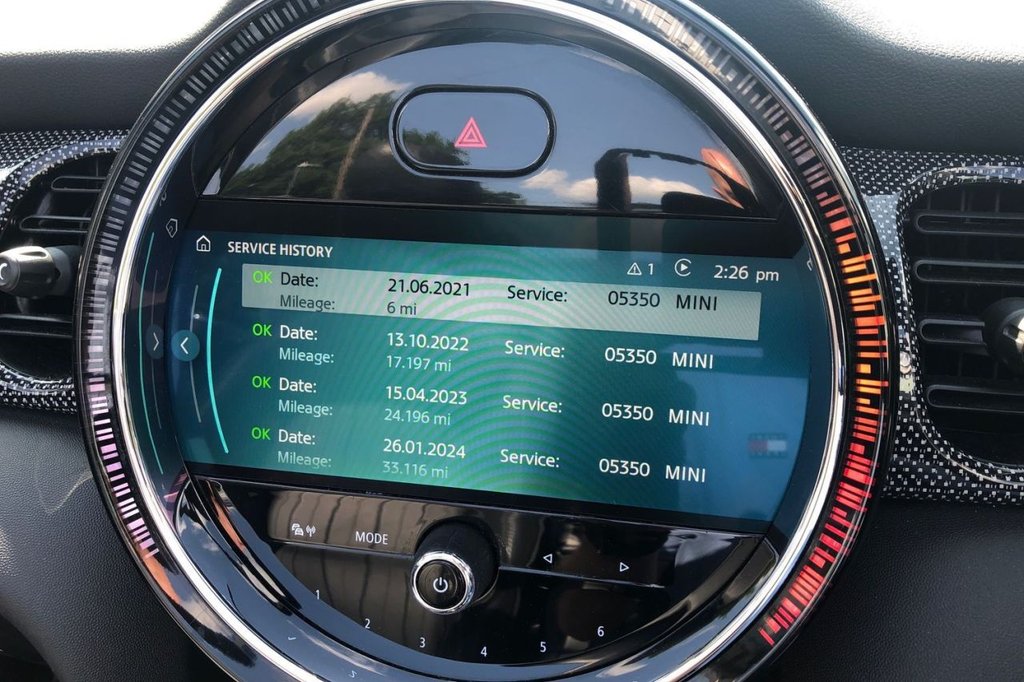 SERVICE HISTORY
1 2:26 pm
OK Date: 21.06.2021 Service: 05350 MINI
Mileage: 6 mi
OK Date: 13.10.2022 Service: 05350 MINI
Mileage: 17.197 mi
OK Date: 15.04.2023 Service: 05350 MINI
Mileage: 24.196 mi
OK Date: 26.01.2024 Service: 05350 MINI
Mileage: 33.116 mi
MODE
1 2 3 4 5 6